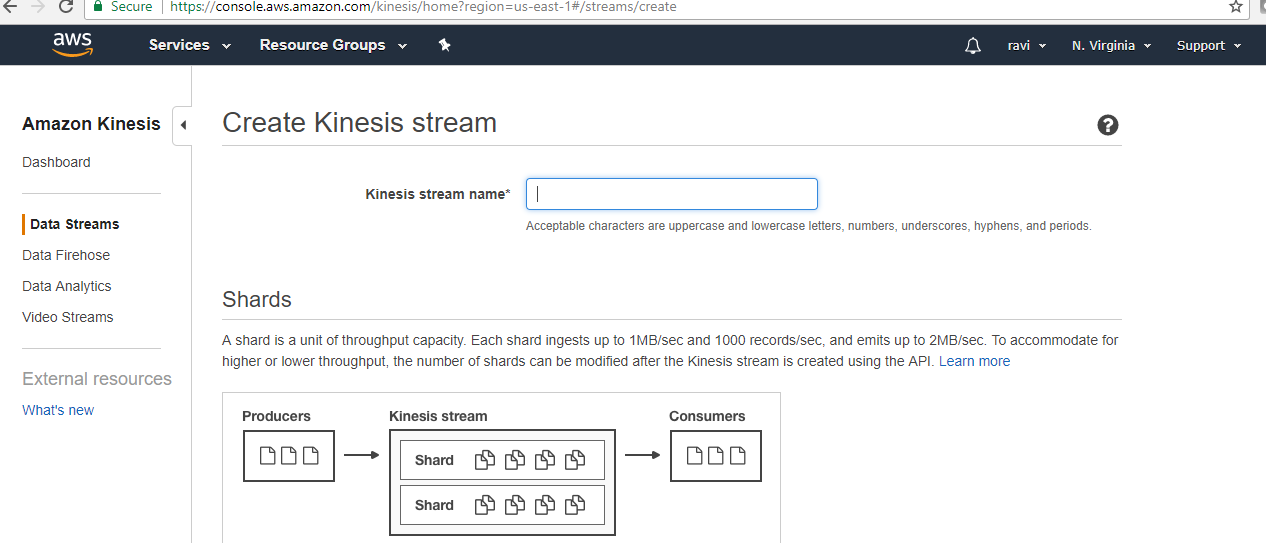 Secure https://console.aws.amazon.com/kinesis/home?region=us-east-1#/streams/create
aws Services Resource Groups ravi N. Virginia Support
Amazon Kinesis
Dashboard
Data Streams
Data Firehose
Data Analytics
Video Streams
External resources
What's new
Create Kinesis stream
?
Kinesis stream name*
Acceptable characters are uppercase and lowercase letters, numbers, underscores, hyphens, and periods.
Shards
A shard is a unit of throughput capacity. Each shard ingests up to 1MB/sec and 1000 records/sec, and emits up to 2MB/sec. To accommodate for
higher or lower throughput, the number of shards can be modified after the Kinesis stream is created using the API. Learn more
Producers Kinesis stream Consumers
Shard
Shard